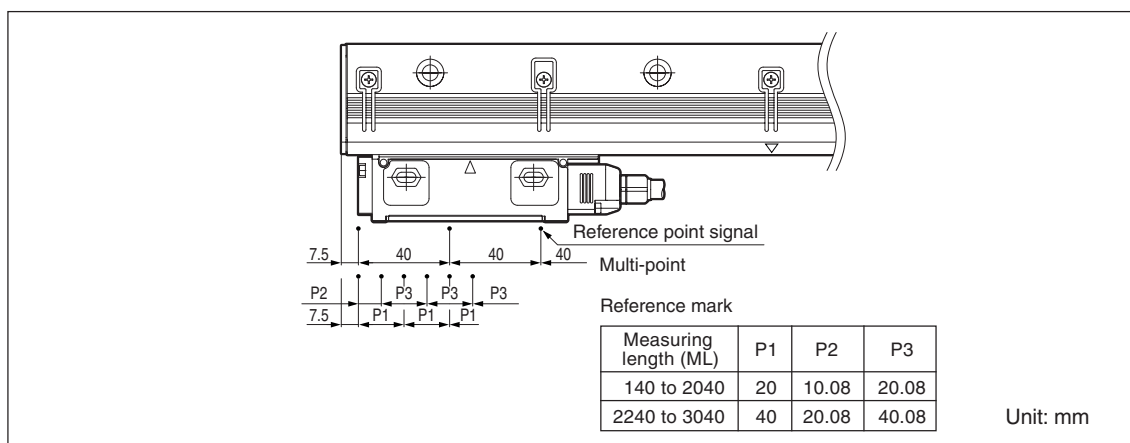 Reference point signal
7.5 40 40 40
Multi-point
P2 P3 P3 P3
7.5 P1 P1 P1
Reference mark
Measuring length (ML) P1 P2 P3
140 to 2040 20 10.08 20.08
2240 to 3040 40 20.08 40.08
Unit: mm